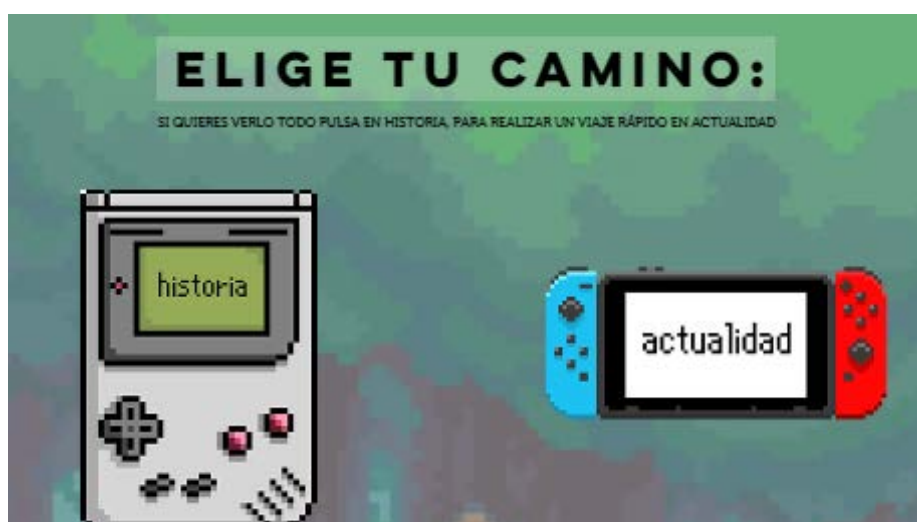 ELIGE TU CAMINO:
SI QUIERES VERLO TODO PULSA EN HISTORIA, PARA REALIZAR UN VIAJE RÁPIDO EN ACTUALIDAD
historia
actualidad